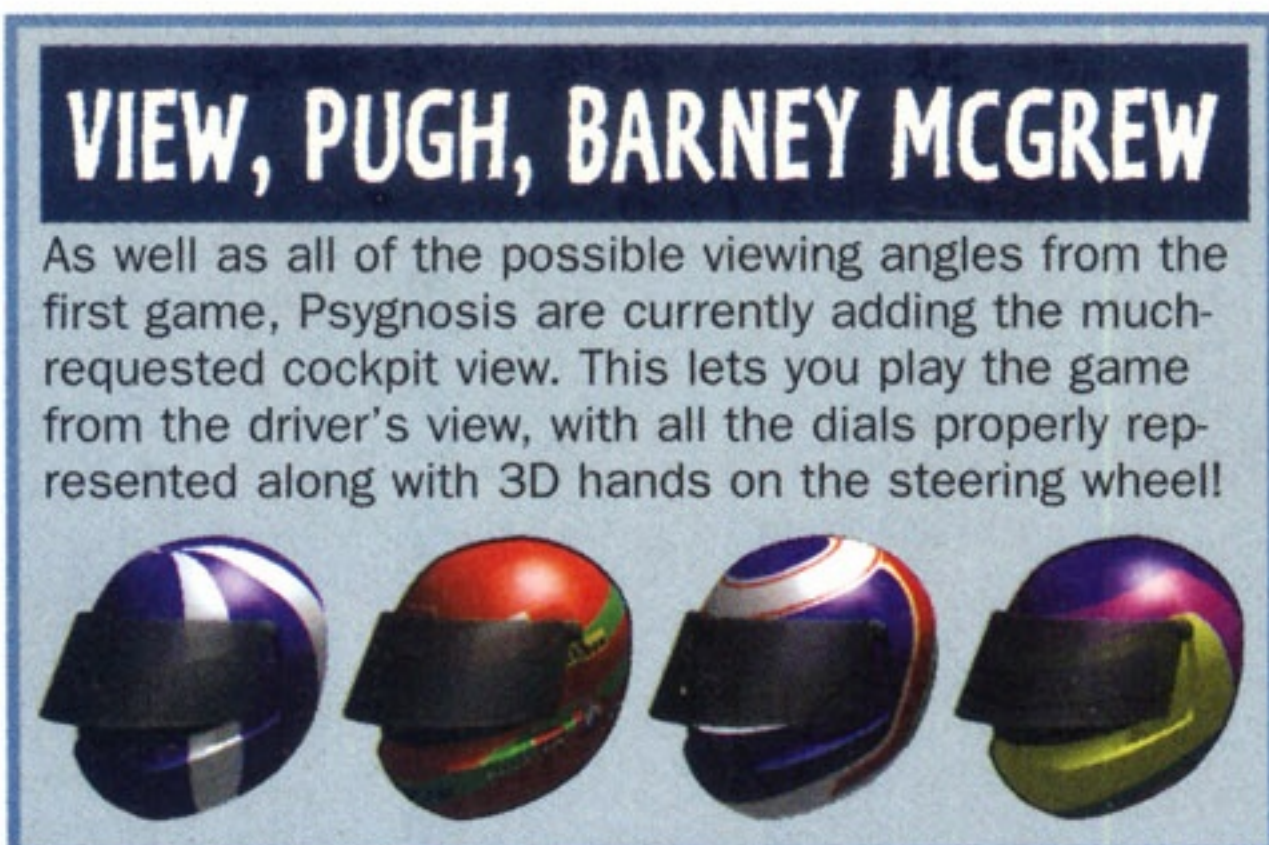 VIEW, PUGH, BARNEY MCGREW
As well as all of the possible viewing angles from the
first game, Psygnosis are currently adding the much-
requested cockpit view. This lets you play the game
from the driver's view, with all the dials properly rep-
resented along with 3D hands on the steering wheel!